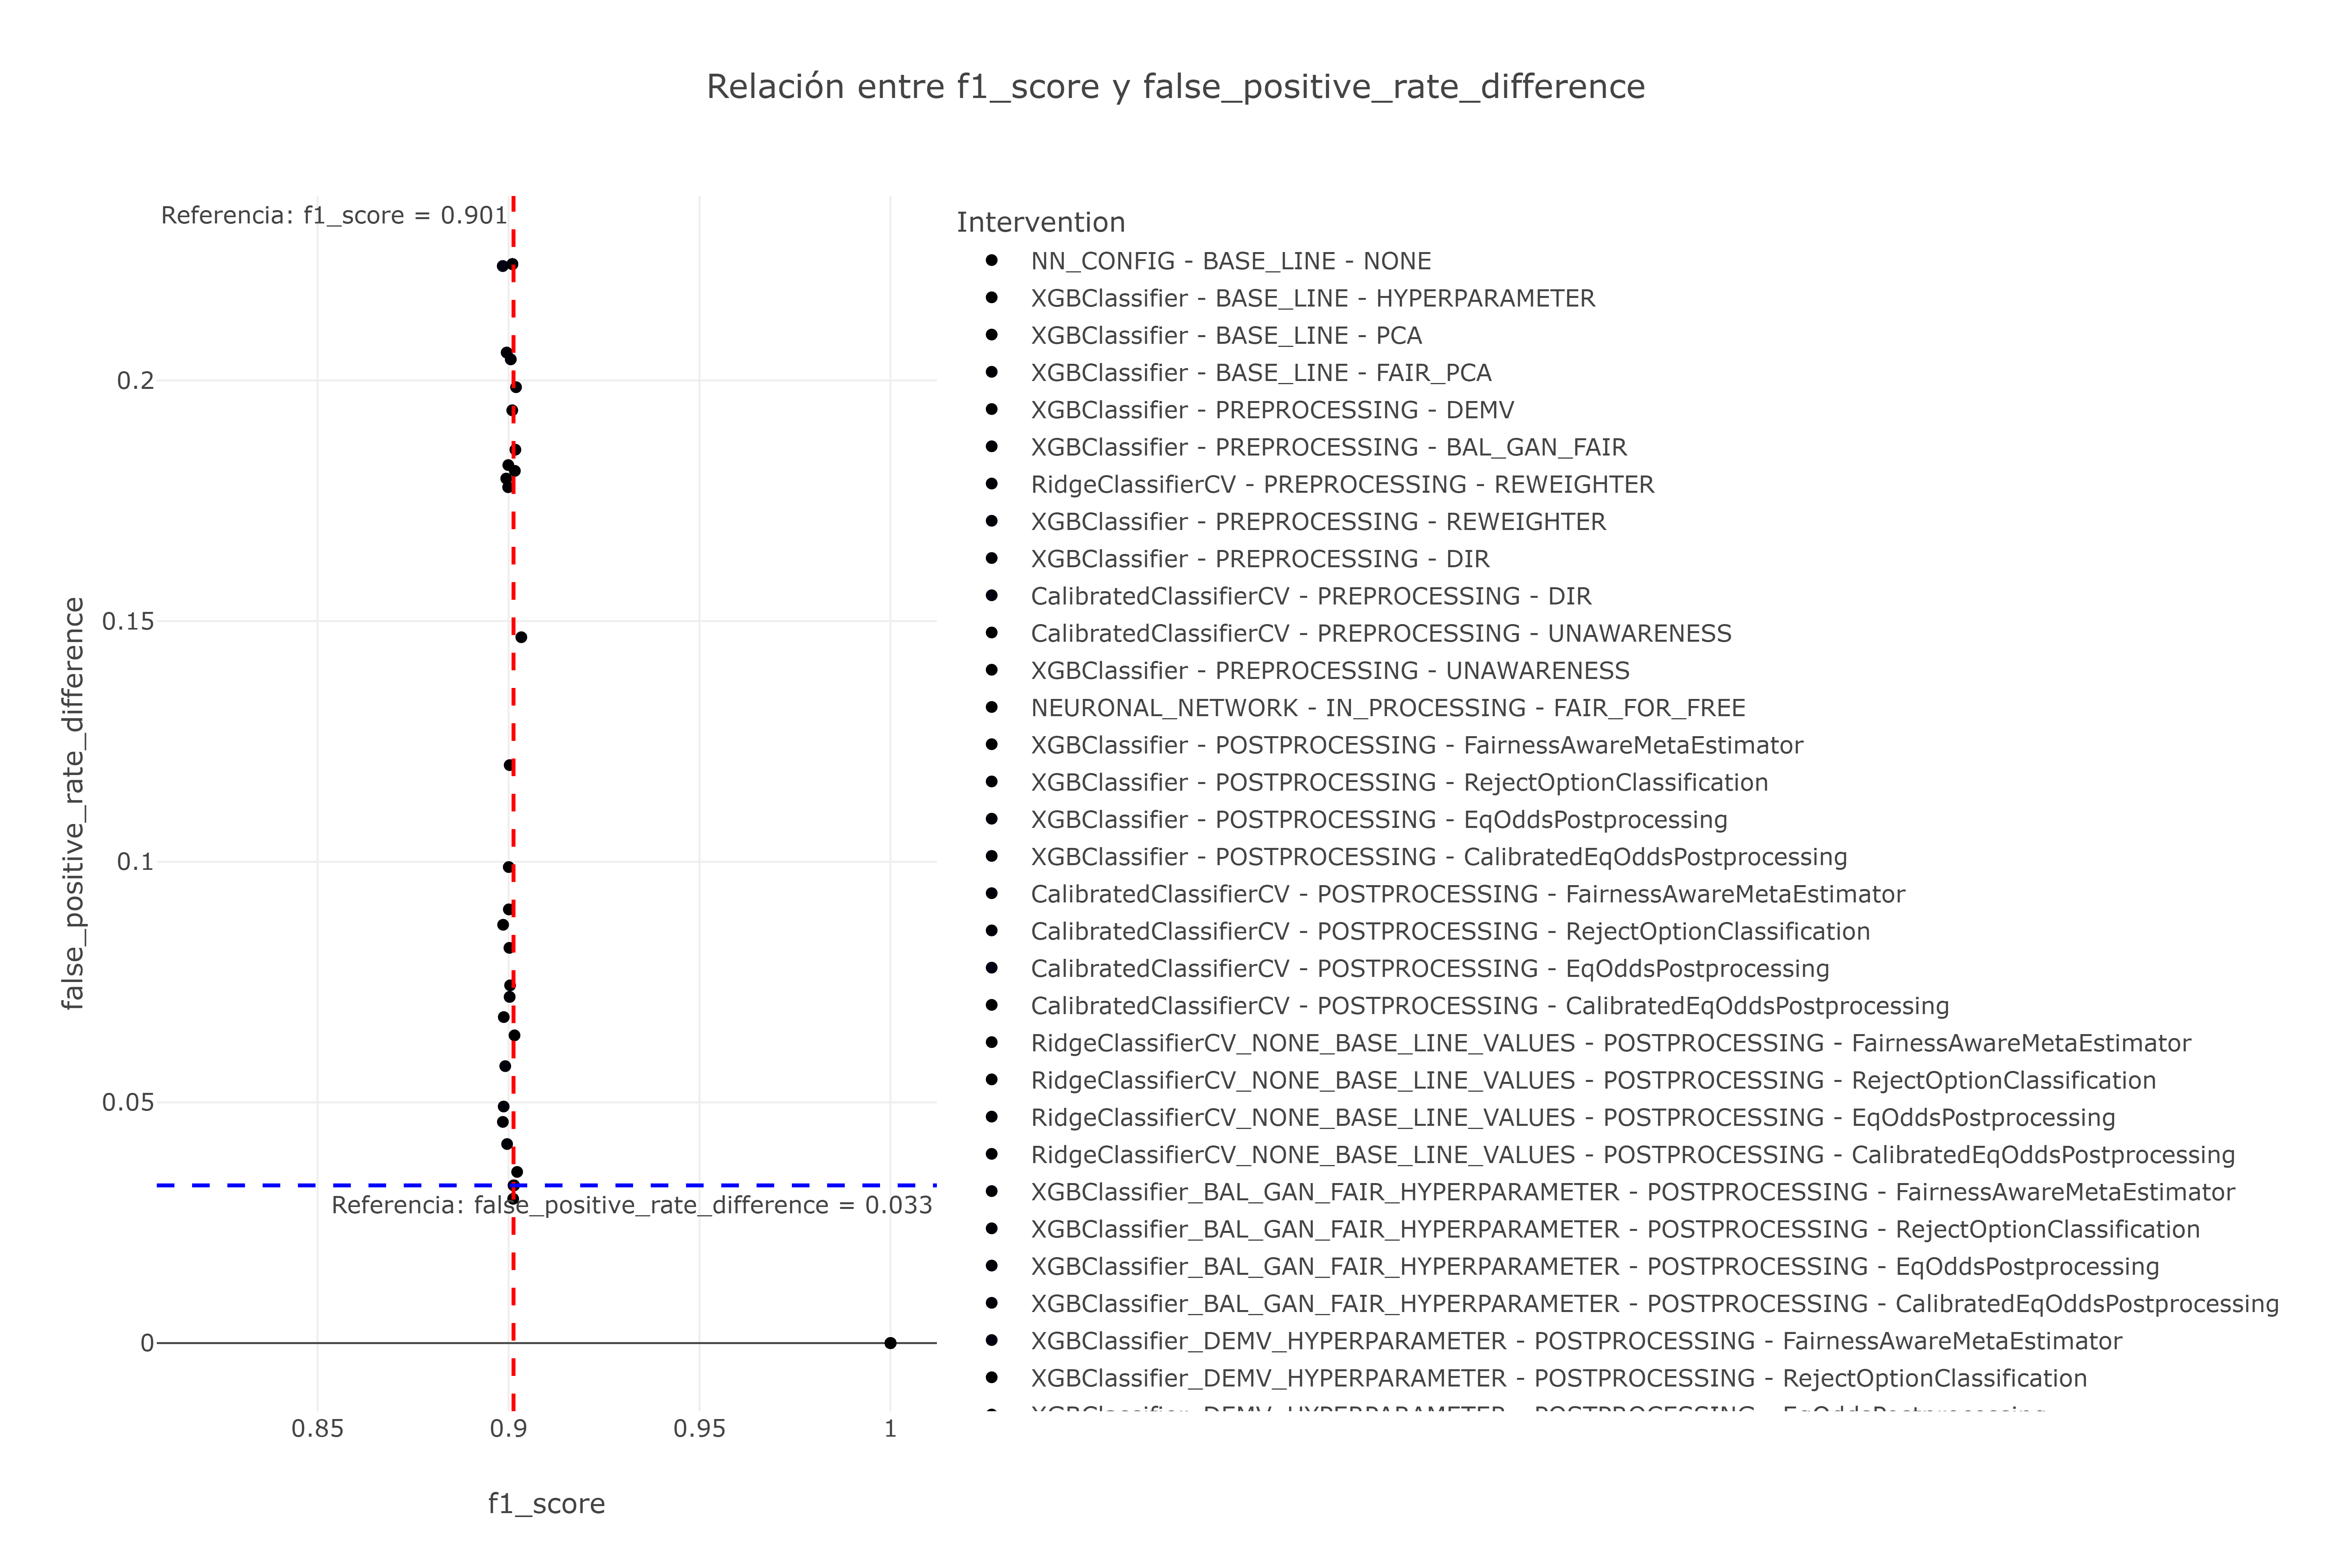 Relación entre f1_score y false_positive_rate_difference
Referencia: f1_score = 0.901
Referencia: false_positive_rate_difference = 0.033
false_positive_rate_difference
0.2
0.15
0.1
0.05
0
0.85
0.9
0.95
1
f1_score
Intervention
NN_CONFIG - BASE_LINE - NONE
XGBClassifier - BASE_LINE - HYPERPARAMETER
XGBClassifier - BASE_LINE - PCA
XGBClassifier - BASE_LINE - FAIR_PCA
XGBClassifier - PREPROCESSING - DEMV
XGBClassifier - PREPROCESSING - BAL_GAN_FAIR
RidgeClassifierCV - PREPROCESSING - REWEIGHTER
XGBClassifier - PREPROCESSING - REWEIGHTER
XGBClassifier - PREPROCESSING - DIR
CalibratedClassifierCV - PREPROCESSING - DIR
CalibratedClassifierCV - PREPROCESSING - UNAWARENESS
XGBClassifier - PREPROCESSING - UNAWARENESS
NEURONAL_NETWORK - IN_PROCESSING - FAIR_FOR_FREE
XGBClassifier - POSTPROCESSING - FairnessAwareMetaEstimator
XGBClassifier - POSTPROCESSING - RejectOptionClassification
XGBClassifier - POSTPROCESSING - EqOddsPostprocessing
XGBClassifier - POSTPROCESSING - CalibratedEqOddsPostprocessing
CalibratedClassifierCV - POSTPROCESSING - FairnessAwareMetaEstimator
CalibratedClassifierCV - POSTPROCESSING - RejectOptionClassification
CalibratedClassifierCV - POSTPROCESSING - EqOddsPostprocessing
CalibratedClassifierCV - POSTPROCESSING - CalibratedEqOddsPostprocessing
RidgeClassifierCV_NONE_BASE_LINE_VALUES - POSTPROCESSING - FairnessAwareMetaEstimator
RidgeClassifierCV_NONE_BASE_LINE_VALUES - POSTPROCESSING - RejectOptionClassification
RidgeClassifierCV_NONE_BASE_LINE_VALUES - POSTPROCESSING - EqOddsPostprocessing
RidgeClassifierCV_NONE_BASE_LINE_VALUES - POSTPROCESSING - CalibratedEqOddsPostprocessing
XGBClassifier_BAL_GAN_FAIR_HYPERPARAMETER - POSTPROCESSING - FairnessAwareMetaEstimator
XGBClassifier_BAL_GAN_FAIR_HYPERPARAMETER - POSTPROCESSING - RejectOptionClassification
XGBClassifier_BAL_GAN_FAIR_HYPERPARAMETER - POSTPROCESSING - EqOddsPostprocessing
XGBClassifier_BAL_GAN_FAIR_HYPERPARAMETER - POSTPROCESSING - CalibratedEqOddsPostprocessing
XGBClassifier_DEMV_HYPERPARAMETER - POSTPROCESSING - FairnessAwareMetaEstimator
XGBClassifier_DEMV_HYPERPARAMETER - POSTPROCESSING - RejectOptionClassification